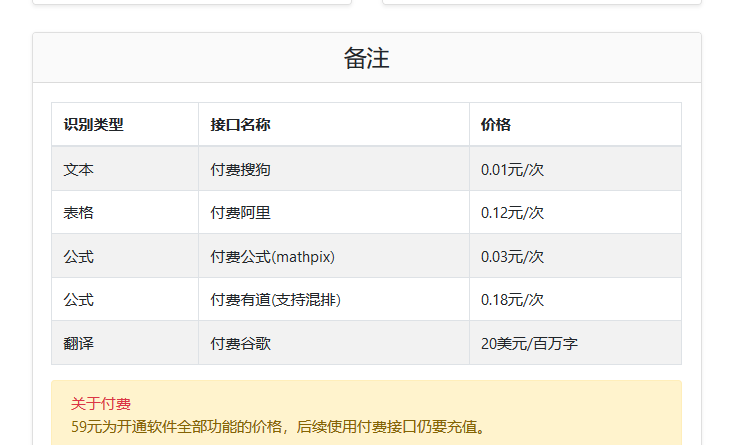 备注
识别类型 接口名称 价格
文本 付费搜狗 0.01元/次
表格 付费阿里 0.12元/次
公式 付费公式(mathpix) 0.03元/次
公式 付费有道(支持混排) 0.18元/次
翻译 付费谷歌 20美元/百万字
关于付费
59元为开通软件全部功能的价格，后续使用付费接口仍要充值。